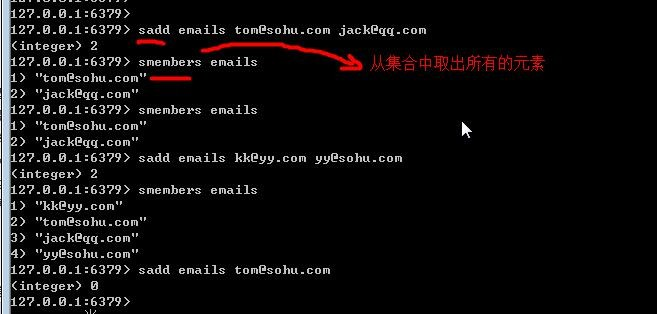 127.0.0.1:6379>
127.0.0.1:6379>
127.0.0.1:6379> sadd emails tom@sohu.com jack@qq.com
(integer) 2
127.0.0.1:6379> smembers emails
从集合中取出所有的元素
1) "tom@sohu.com"
2) "jack@qq.com"
127.0.0.1:6379> smembers emails
1) "tom@sohu.com"
2) "jack@qq.com"
127.0.0.1:6379> sadd emails kk@yy.com yy@sohu.com
(integer) 2
127.0.0.1:6379> smembers emails
1) "kk@yy.com"
2) "tom@sohu.com"
3) "jack@qq.com"
4) "yy@sohu.com"
127.0.0.1:6379> sadd emails tom@sohu.com
(integer) 0
127.0.0.1:6379>